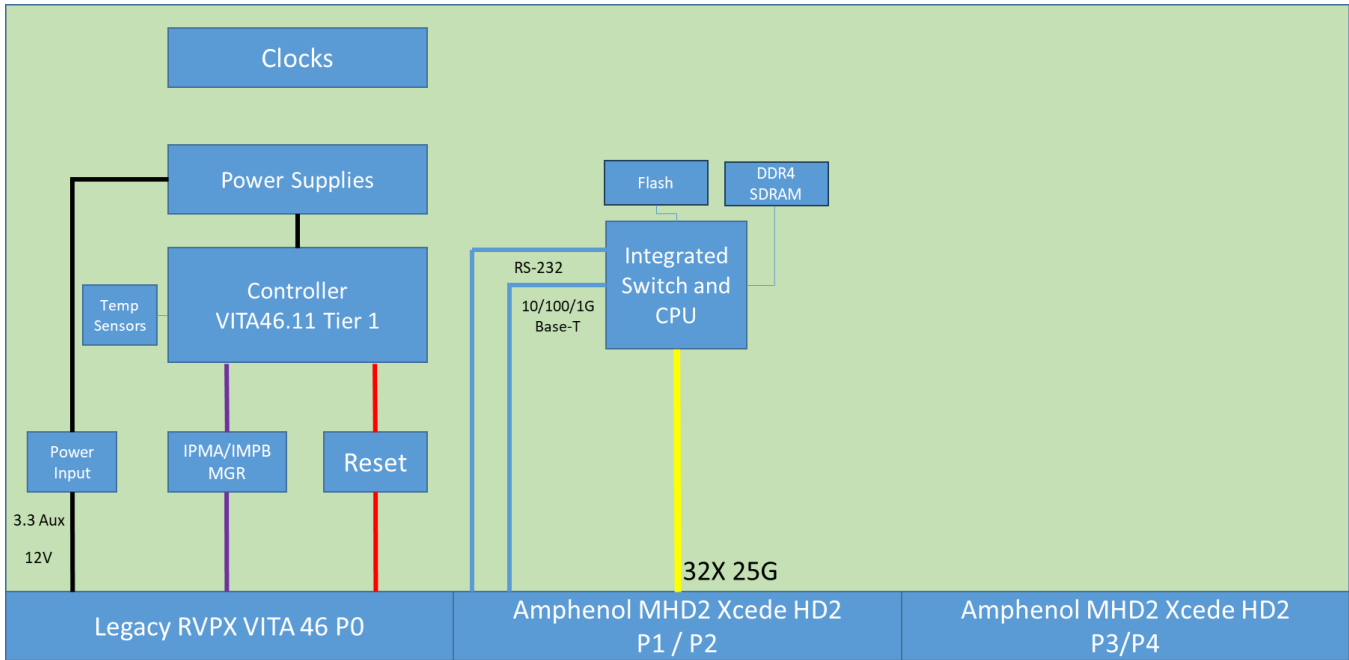 Clocks
Power Supplies
Controller
VITA46.11 Tier 1
Temp
Sensors
Power
Input
IPMA/IMPB
MGR
Reset
3.3 Aux
12V
Flash
DDR4
SDRAM
Integrated
Switch and
CPU
RS-232
10/100/1G
Base-T
32X 25G
Legacy RVPX VITA 46 P0
Amphenol MHD2 Xcede HD2
P1 / P2
Amphenol MHD2 Xcede HD2
P3/P4